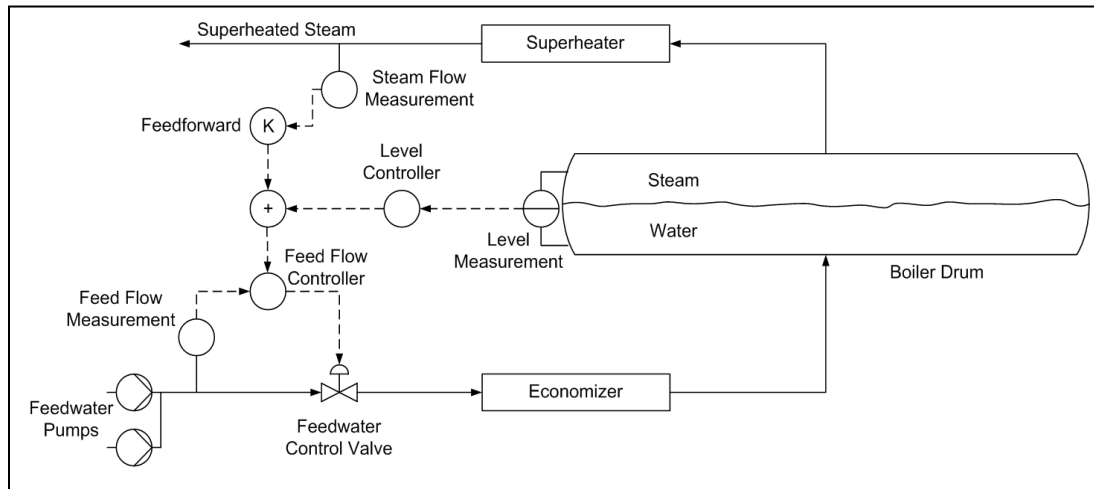 Superheated Steam
Superheater
Steam Flow
Measurement
Feedforward
K
Level
Controller
Steam
+
Water
Level
Measurement
Feed Flow
Controller
Boiler Drum
Feed Flow
Measurement
Economizer
Feedwater
Pumps
Feedwater
Control Valve